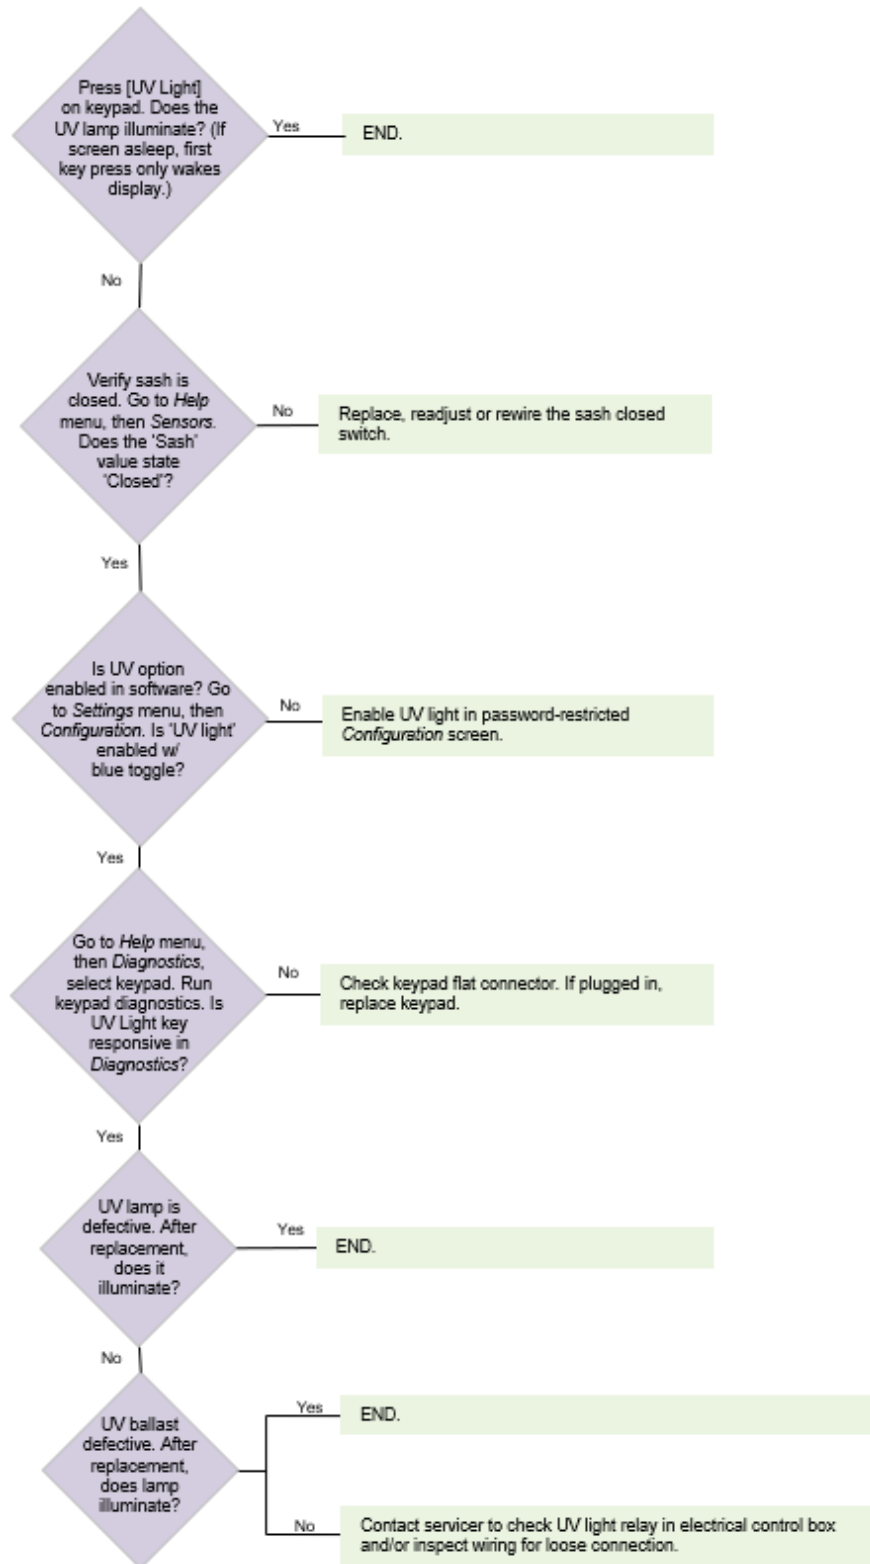 Press [UV Light]
on keypad. Does the
UV lamp illuminate? (If
screen asleep, first
key press only wakes
display.)
Yes
END.
No
Verify sash is
closed. Go to Help
menu, then Sensors.
Does the 'Sash'
value state
'Closed'?
No
Replace, readjust or rewire the sash closed
switch.
Yes
Is UV option
enabled in software? Go
to Settings menu, then
Configuration. Is 'UV light'
enabled w/
blue toggle?
No
Enable UV light in password-restricted
Configuration screen.
Yes
Go to Help menu,
then Diagnostics,
select keypad. Run
keypad diagnostics. Is
UV Light key
responsive in
Diagnostics?
No
Check keypad flat connector. If plugged in,
replace keypad.
Yes
UV lamp is
defective. After
replacement,
does it
illuminate?
Yes
END.
No
UV ballast
defective. After
replacement,
does lamp
illuminate?
Yes
END.
No
Contact servicer to check UV light relay in electrical control box
and/or inspect wiring for loose connection.